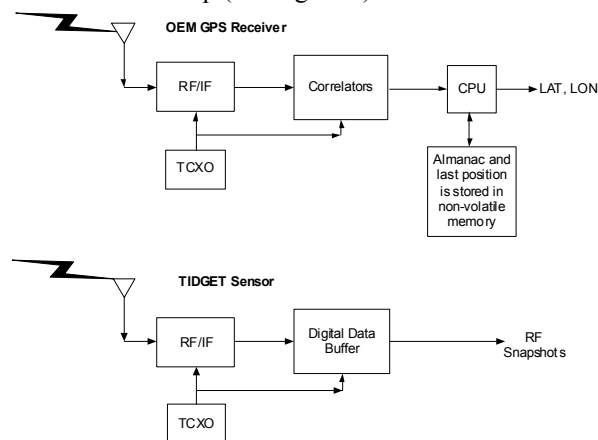 OEM GPS Receiver
RF/IF
Correlators
CPU
LAT, LON
TCXO
Almanac and
last position
is stored in
non-volatile
memory
TIDGET Sensor
RF/IF
Digital Data
Buffer
RF
Snapshots
TCXO